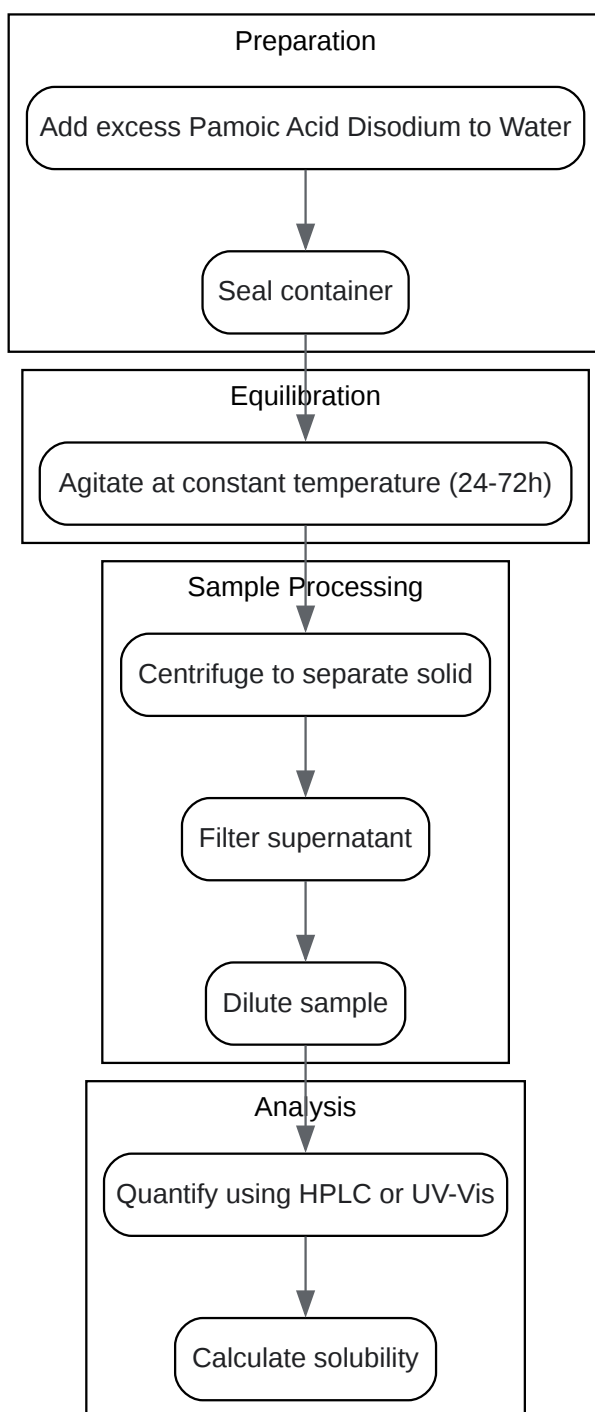 Preparation
Add excess Pamoic Acid Disodium to Water
Seal container
Equilibration
Agitate at constant temperature (24-72h)
Sample Processing
Centrifuge to separate solid
Filter supernatant
Dilute sample
Analysis
Quantify using HPLC or UV-Vis
Calculate solubility